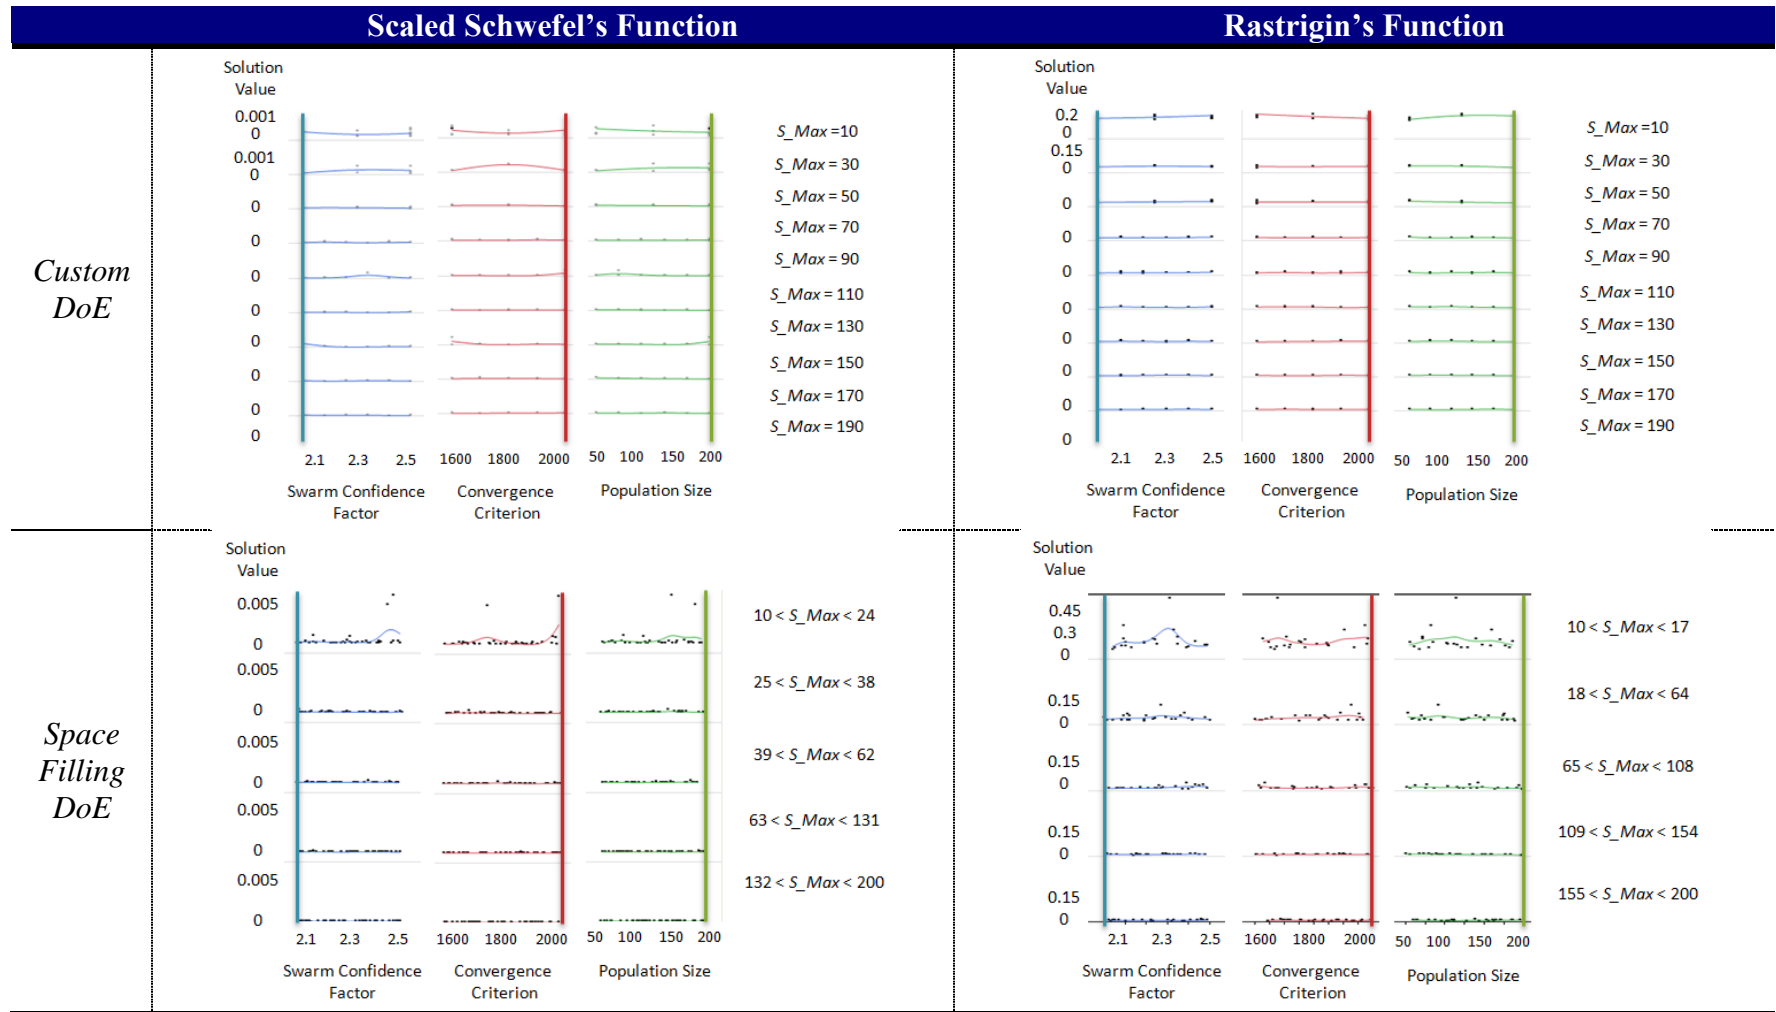 Scaled Schwefel's Function
Rastrigin's Function
Custom
DoE
Solution
Value
0.001
0
0.001
0
0
0
0
0
0
0
0
0
S_Max =10
S_Max = 30
S_Max = 50
S_Max = 70
S_Max = 90
S_Max = 110
S_Max = 130
S_Max = 150
S_Max = 170
S_Max = 190
2.1 2.3 2.5
1600 1800 2000
50 100 150 200
Swarm Confidence
Factor
Convergence
Criterion
Population Size
Solution
Value
0.2
0
0.15
0
0
0
0
0
0
0
0
0
S_Max =10
S_Max = 30
S_Max = 50
S_Max = 70
S_Max = 90
S_Max = 110
S_Max = 130
S_Max = 150
S_Max = 170
S_Max = 190
2.1 2.3 2.5
1600 1800 2000
50 100 150 200
Swarm Confidence
Factor
Convergence
Criterion
Population Size
Space
Filling
DoE
Solution
Value
0.005
0
0.005
0
0.005
0
0.005
0
0.005
0
10 < S_Max < 24
25 < S_Max < 38
39 < S_Max < 62
63 < S_Max < 131
132 < S_Max < 200
2.1 2.3 2.5
1600 1800 2000
50 100 150 200
Swarm Confidence
Factor
Convergence
Criterion
Population Size
Solution
Value
0.45
0.3
0
0.15
0
0.15
0
0.15
0
0.15
0
10 < S_Max < 17
18 < S_Max < 64
65 < S_Max < 108
109 < S_Max < 154
155 < S_Max < 200
2.1 2.3 2.5
1600 1800 2000
50 100 150 200
Swarm Confidence
Factor
Convergence
Criterion
Population Size